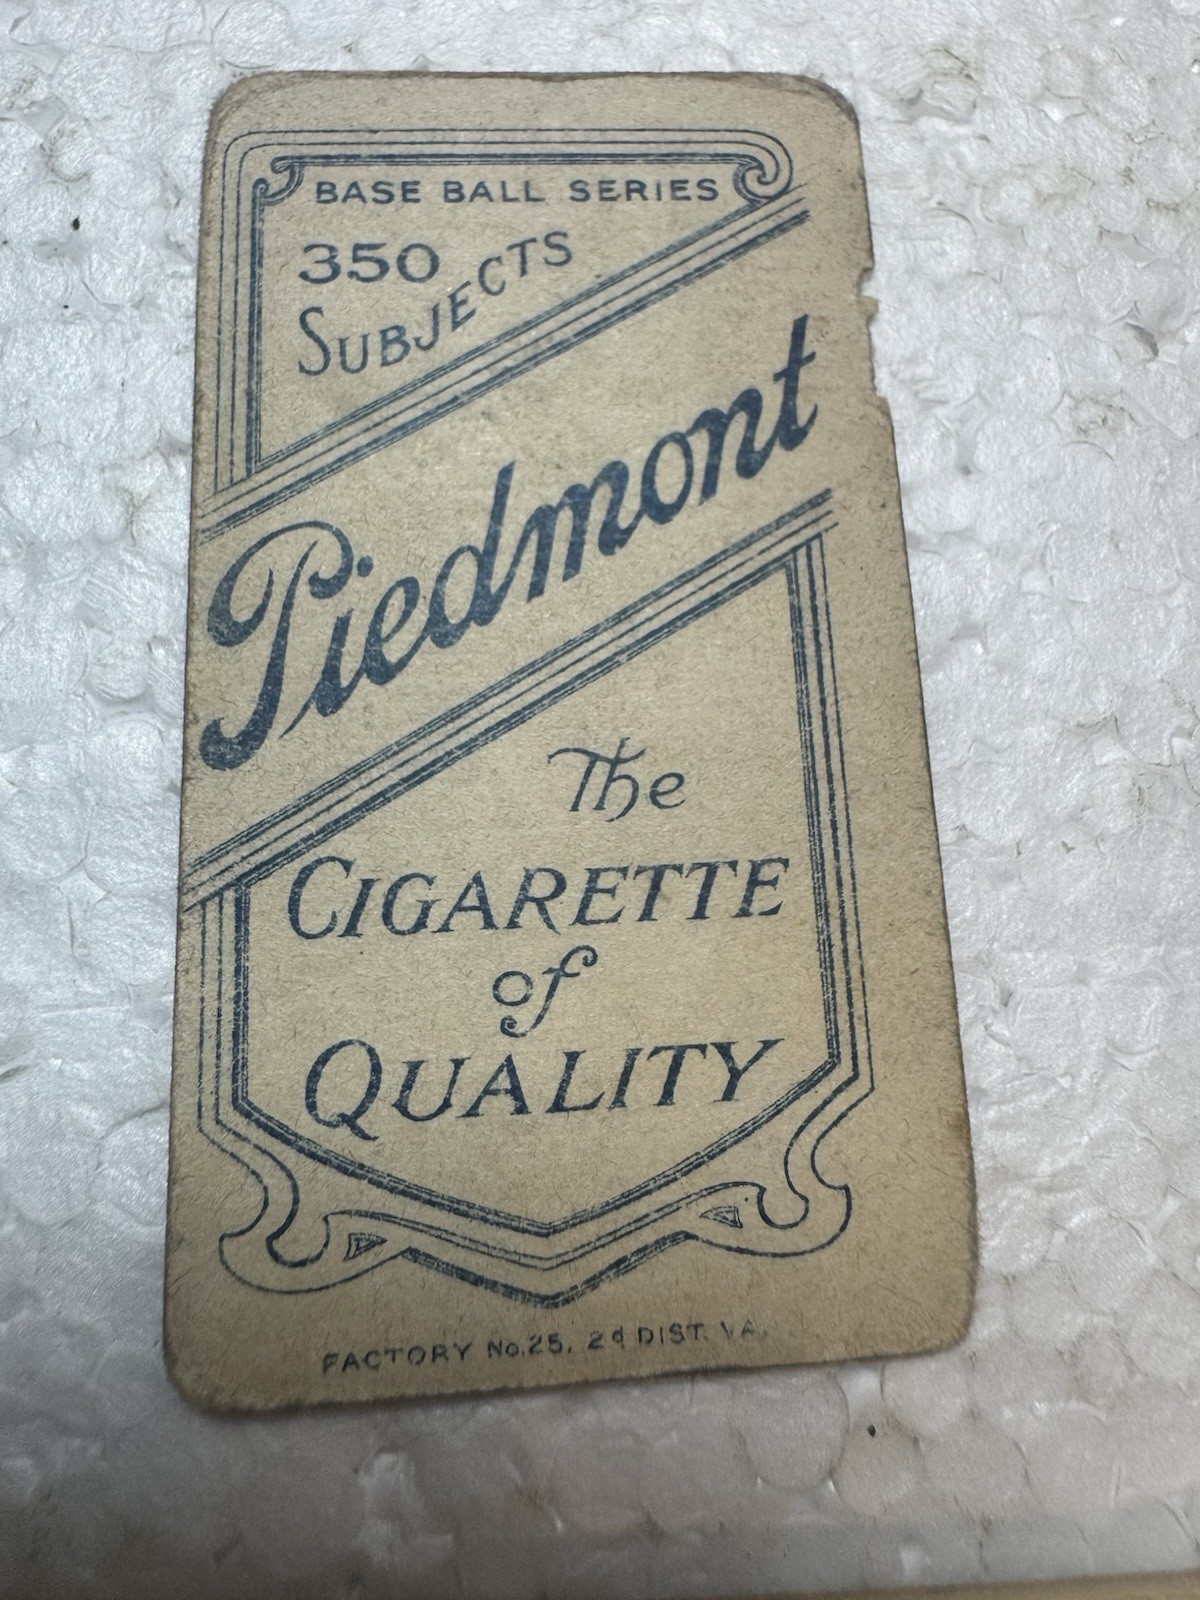 BASE BALL SERIES
350
SUBJECTS
Piedmont
The
CIGARETTE
of
QUALITY
FACTORY No. 25, 2d DIST. VA.